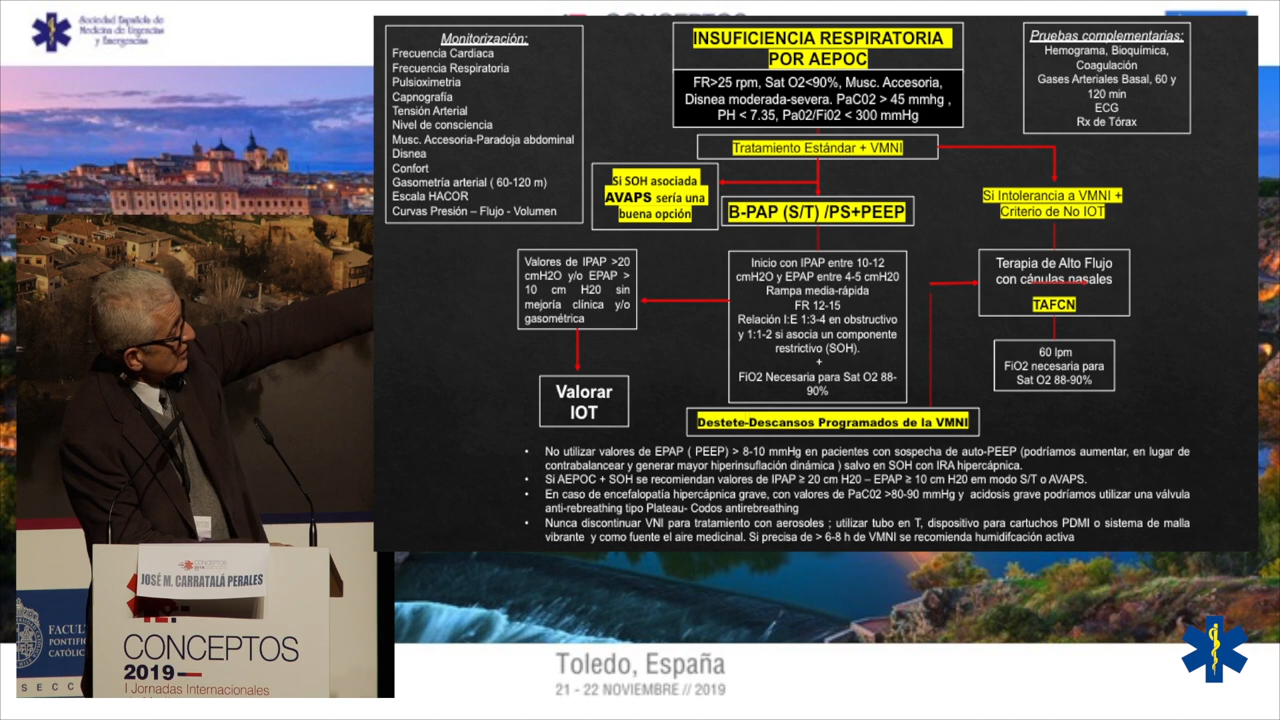 Sociedad Española de
Medicina de Urgencias
y Emergencias
CONCEPTOS
Monitorización:
Frecuencia Cardiaca
Frecuencia Respiratoria
Pulsioximetria
Capnografía
Tensión Arterial
Nivel de consciencia
Musc. Accesoria-Paradoja abdominal
Disnea
Confort
Gasometría arterial ( 60-120 m)
Escala HACOR
Curvas Presión – Flujo - Volumen
INSUFICIENCIA RESPIRATORIA
POR AEPOC
FR>25 rpm, Sat O2<90%, Musc. Accesoria,
Disnea moderada-severa. PaC02 > 45 mmhg ,
PH < 7.35, Pa02/Fi02 < 300 mmHg
Pruebas complementarias:
Hemograma, Bioquímica,
Coagulación
Gases Arteriales Basal, 60 y
120 min
ECG
Rx de Tórax
Tratamiento Estándar + VMNI
Si SOH asociada
AVAPS sería una
buena opción
B-PAP (S/T) /PS+PEEP
Si Intolerancia a VMNI +
Criterio de No IOT
Valores de IPAP >20
cmH2O y/o EPAP >
10 cm H20 sin
mejoría clínica y/o
gasométrica
Valorar
IOT
Inicio con IPAP entre 10-12
cmH2O y EPAP entre 4-5 cmH20
Rampa media-rápida
FR 12-15
Relación I:E 1:3-4 en obstructivo
y 1:1-2 si asocia un componente
restrictivo (SOH).
+
FiO2 Necesaria para Sat O2 88-
90%
Terapia de Alto Flujo
con cánulas nasales
TAFCN
60 lpm
FiO2 necesaria para
Sat O2 88-90%
Destete-Descansos Programados de la VMNI
• No utilizar valores de EPAP ( PEEP) > 8-10 mmHg en pacientes con sospecha de auto-PEEP (podríamos aumentar, en lugar de
contrabalancear y generar mayor hiperinsuflación dinámica ) salvo en SOH con IRA hipercápnica.
• Si AEPOC + SOH se recomiendan valores de IPAP ≥ 20 cm H20 – EPAP ≥ 10 cm H20 em modo S/T o AVAPS.
• En caso de encefalopatía hipercápnica grave, con valores de PaC02 >80-90 mmHg y acidosis grave podríamos utilizar una válvula
anti-rebreathing tipo Plateau- Codos antirebreathing
• Nunca discontinuar VNI para tratamiento con aerosoles ; utilizar tubo en T, dispositivo para cartuchos PDMI o sistema de malla
vibrante y como fuente el aire medicinal. Si precisa de > 6-8 h de VMNI se recomienda humidifcación activa
CONCEPTOS
2019
JOSÉ M. CARRATALÁ PERALES
CONCEPTOS
2019
I Jornadas Internacionales
FACUL
PONTIFI
CATÓLIC
SECC
Toledo, España
21 - 22 NOVIEMBRE // 2019